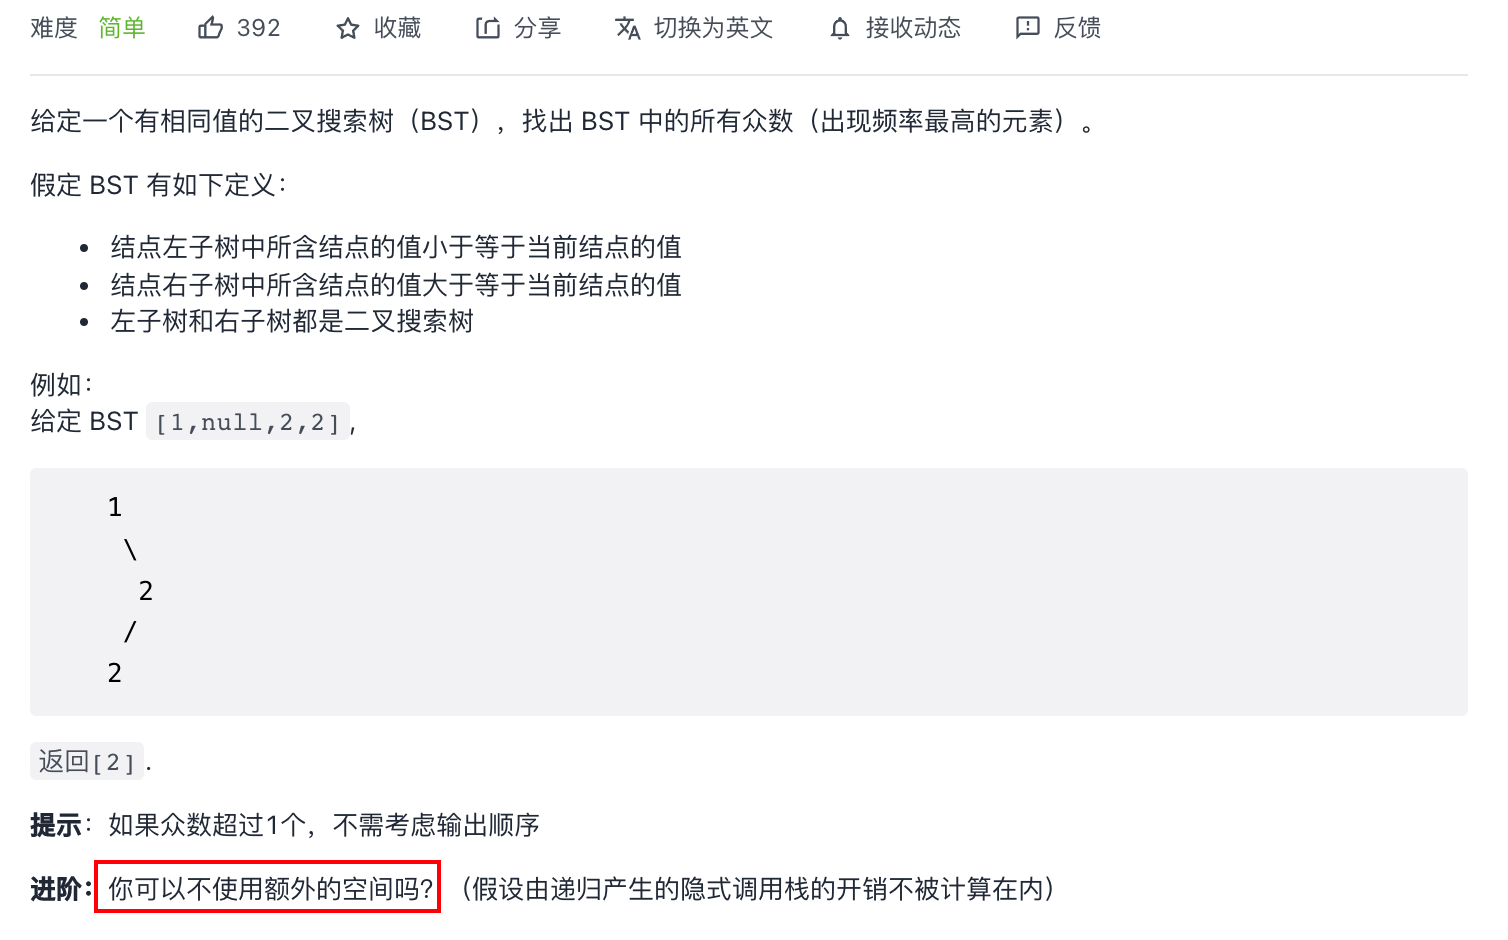 难度 简单 392 收藏 分享 切换为英文 接收动态 反馈
给定一个有相同值的二叉搜索树（BST），找出 BST 中的所有众数（出现频率最高的元素）。
假定 BST 有如下定义：
• 结点左子树中所含结点的值小于等于当前结点的值
• 结点右子树中所含结点的值大于等于当前结点的值
• 左子树和右子树都是二叉搜索树
例如：
给定 BST [1,null,2,2],
1
\
2
/
2
返回[2].
提示：如果众数超过1个，不需考虑输出顺序
进阶：你可以不使用额外的空间吗？（假设由递归产生的隐式调用栈的开销不被计算在内）